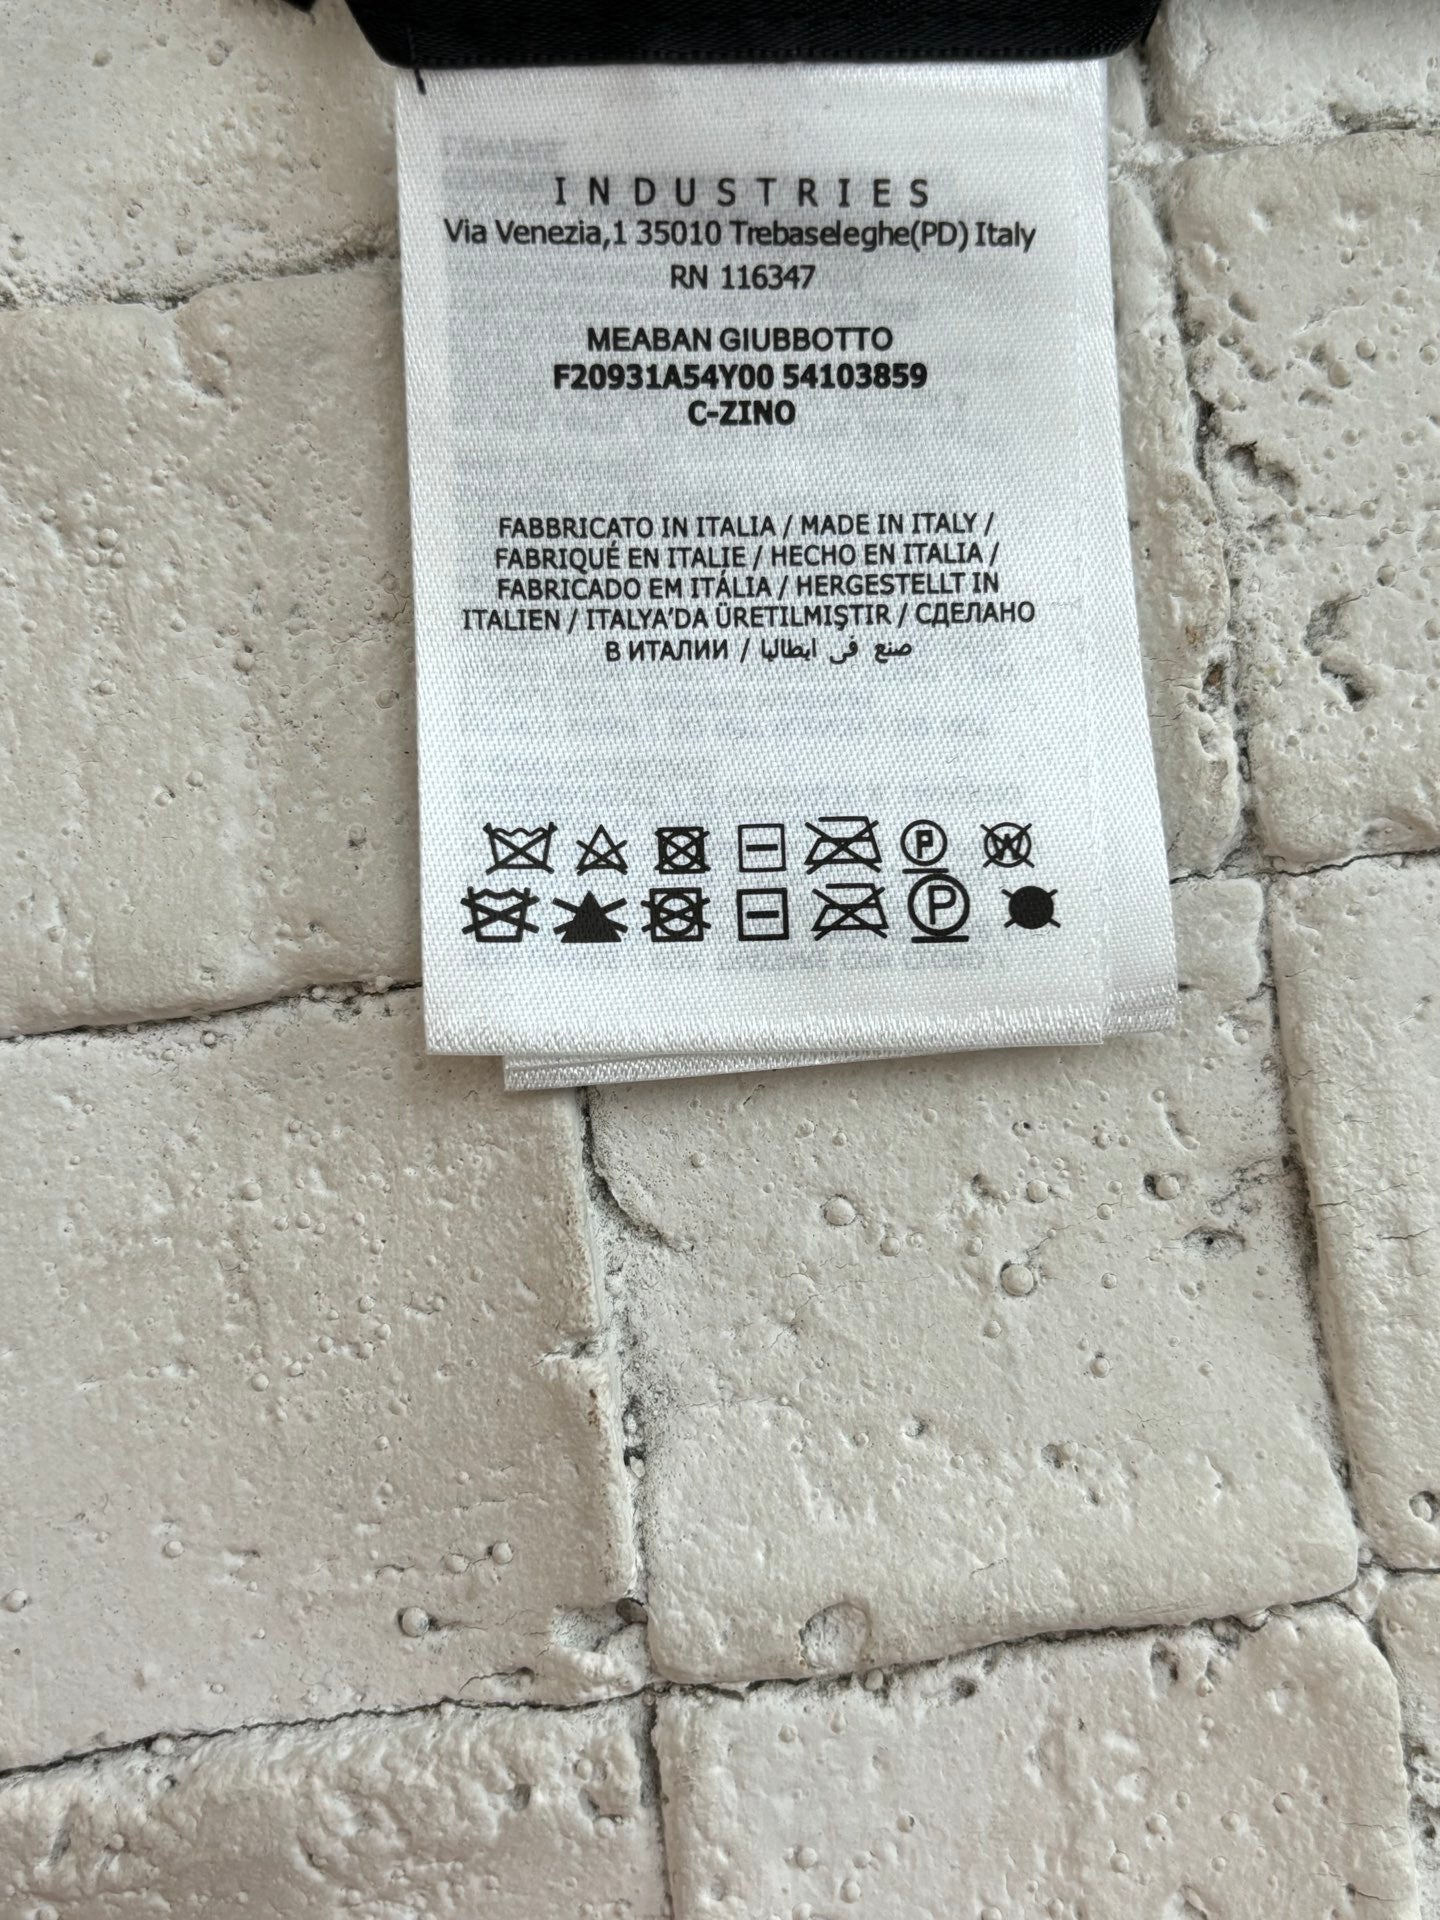 INDUSTRIES
Via Venezia,1 35010 Trebaseleghe(PD) Italy
RN 116347
MEABAN GIUBBOTTO
F20931A54Y00 54103859
C-ZINO
FABBRICATO IN ITALIA / MADE IN ITALY /
FABRIQUÉ EN ITALIE / HECHO EN ITALIA /
FABRICADO EM ITÁLIA / HERGESTELLT IN
ITALIEN / ITALYA'DA ÜRETILMIŞTIR / СДЕЛАНО
В ИТАЛИИ / صنع في ايطاليا
P W
P